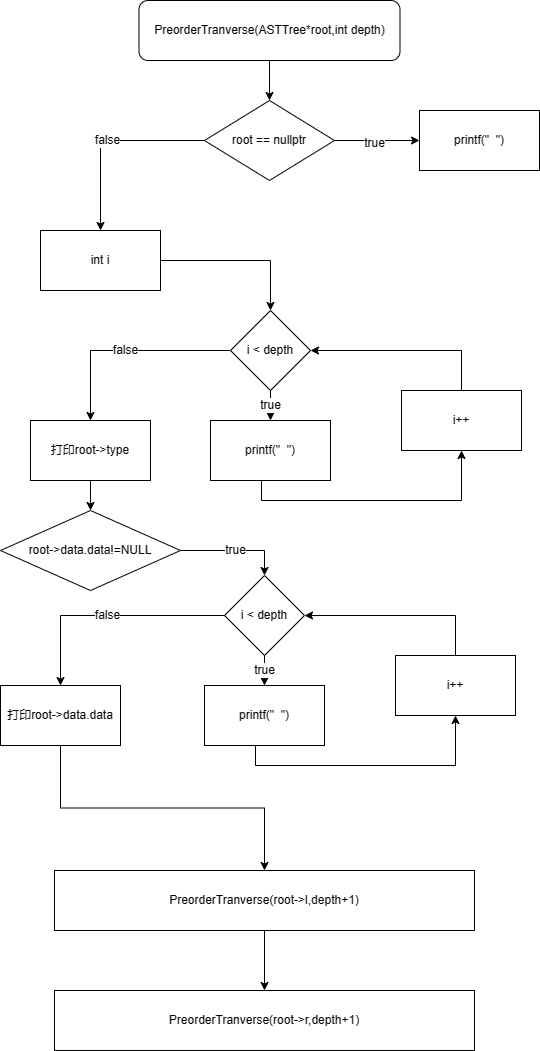 PreorderTranverse(ASTTree*root,int depth)
false
root == nullptr
true
printf("  ")
int i
false
i < depth
true
i++
打印root->type
printf("  ")
root->data.data!=NULL
true
false
i < depth
true
i++
打印root->data.data
printf("  ")
PreorderTranverse(root->l,depth+1)
PreorderTranverse(root->r,depth+1)